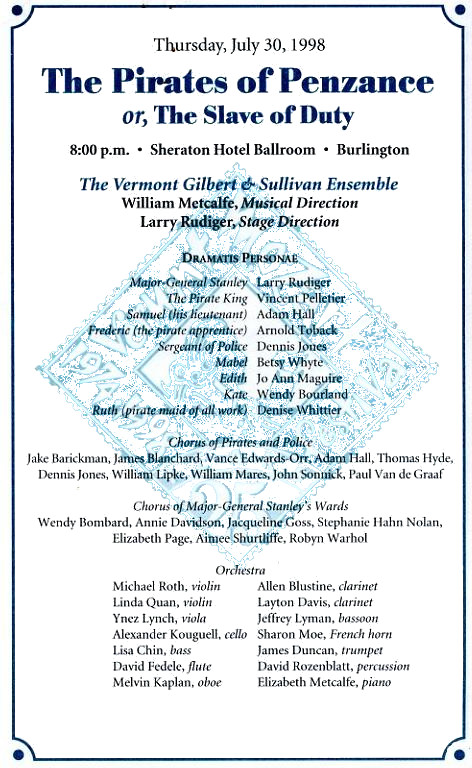 Thursday, July 30, 1998
The Pirates of Penzance
or, The Slave of Duty
8:00 p.m. • Sheraton Hotel Ballroom • Burlington
The Vermont Gilbert & Sullivan Ensemble
William Metcalfe, Musical Direction
Larry Rudiger, Stage Direction
Dramatis Personae
Major-General Stanley Larry Rudiger
The Pirate King Vincent Pelletier
Samuel (his lieutenant) Adam Hall
Frederic (the pirate apprentice) Arnold Toback
Sergeant of Police Dennis Jones
Mabel Betsy Whyte
Edith Jo Ann Maguire
Kate Wendy Bourland
Ruth (pirate maid of all work) Denise Whittier
Chorus of Pirates and Police
Jake Barickman, James Blanchard, Vance Edwards-Orr, Adam Hall, Thomas Hyde,
Dennis Jones, William Lipke, William Mares, John Sonnick, Paul Van de Graaf
Chorus of Major-General Stanley's Wards
Wendy Bombard, Annie Davidson, Jacqueline Goss, Stephanie Hahn Nolan,
Elizabeth Page, Aimee Shurtliffe, Robyn Warhol
Orchestra
Michael Roth, violin Allen Blustine, clarinet
Linda Quan, violin Layton Davis, clarinet
Ynez Lynch, viola Jeffrey Lyman, bassoon
Alexander Kouguell, cello Sharon Moe, French horn
Lisa Chin, bass James Duncan, trumpet
David Fedele, flute David Rozenblatt, percussion
Melvin Kaplan, oboe Elizabeth Metcalfe, piano